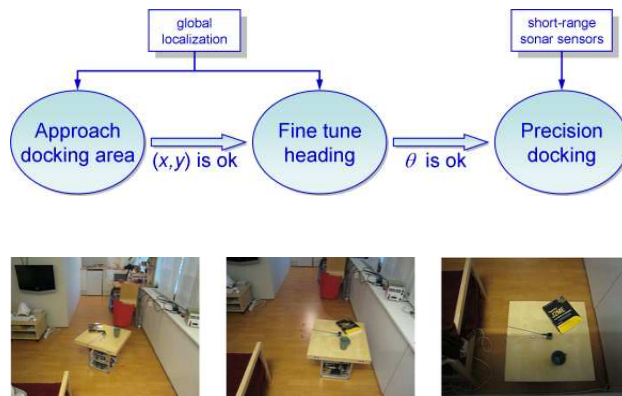 global
localization
short-range
sonar sensors
Approach
docking area
(x,y) is ok
Fine tune
heading
θ is ok
Precision
docking